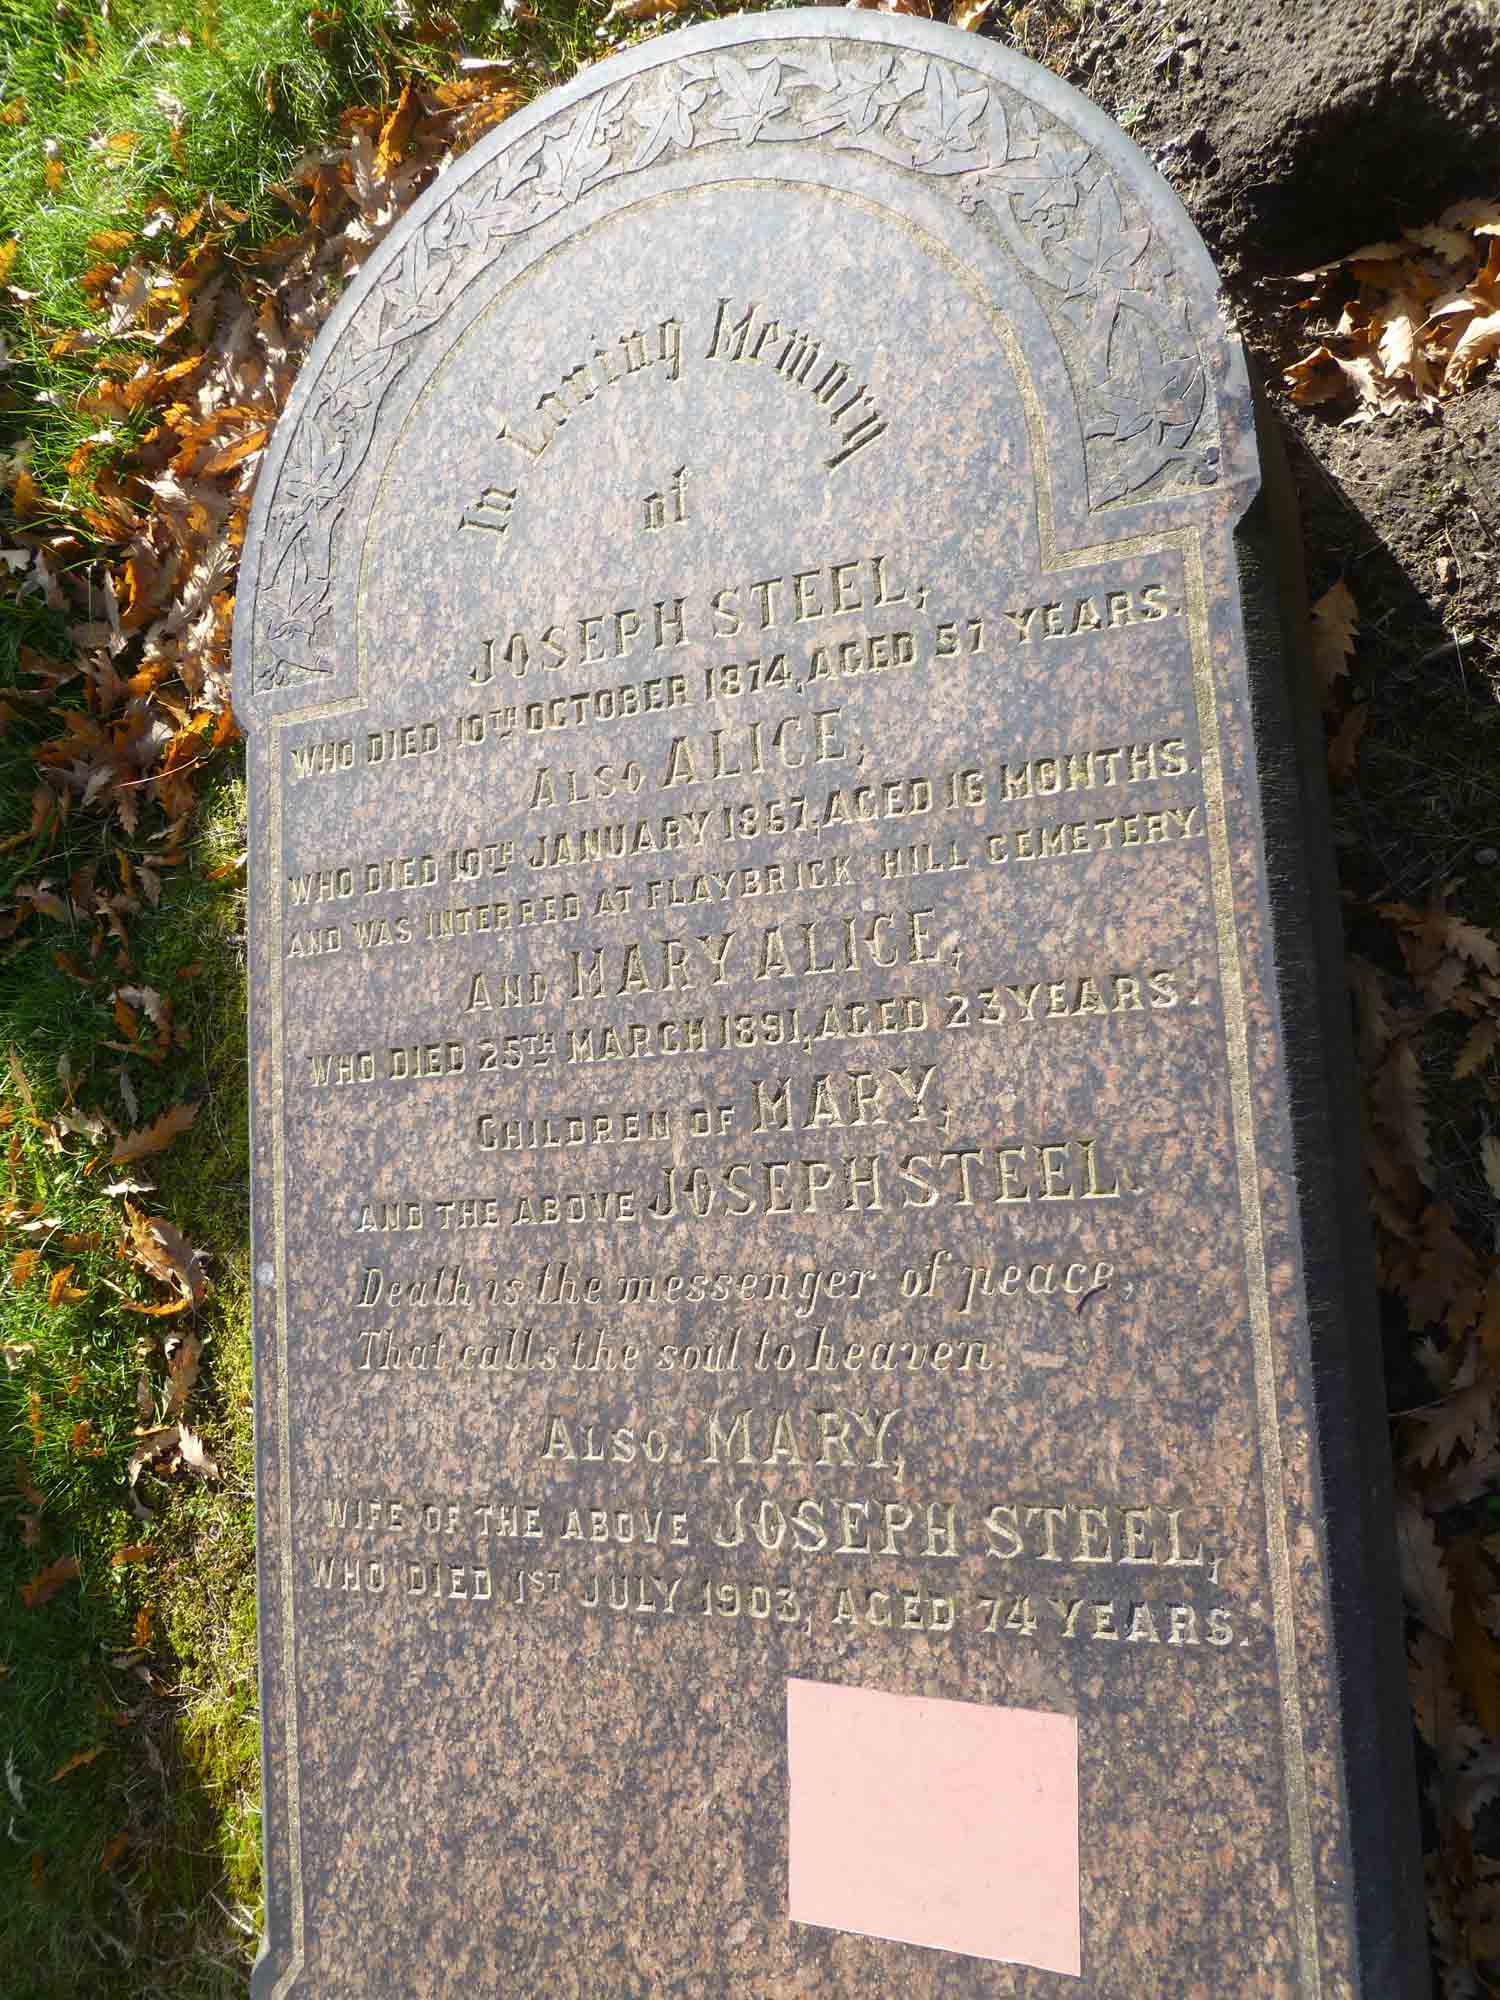 In Loving Memory
of
JOSEPH STEEL,
WHO DIED 10TH OCTOBER 1874, AGED 57 YEARS.
ALSO ALICE,
WHO DIED 10TH JANUARY 1867, AGED 16 MONTHS.
AND WAS INTERRED AT FLAYBRICK HILL CEMETERY.
AND MARY ALICE,
WHO DIED 25TH MARCH 1891, AGED 23 YEARS.
CHILDREN OF MARY,
AND THE ABOVE JOSEPH STEEL.
Death is the messenger of peace,
That calls the soul to heaven
ALSO. MARY,
WIFE OF THE ABOVE JOSEPH STEEL,
WHO DIED 1ST JULY 1903, AGED 74 YEARS.